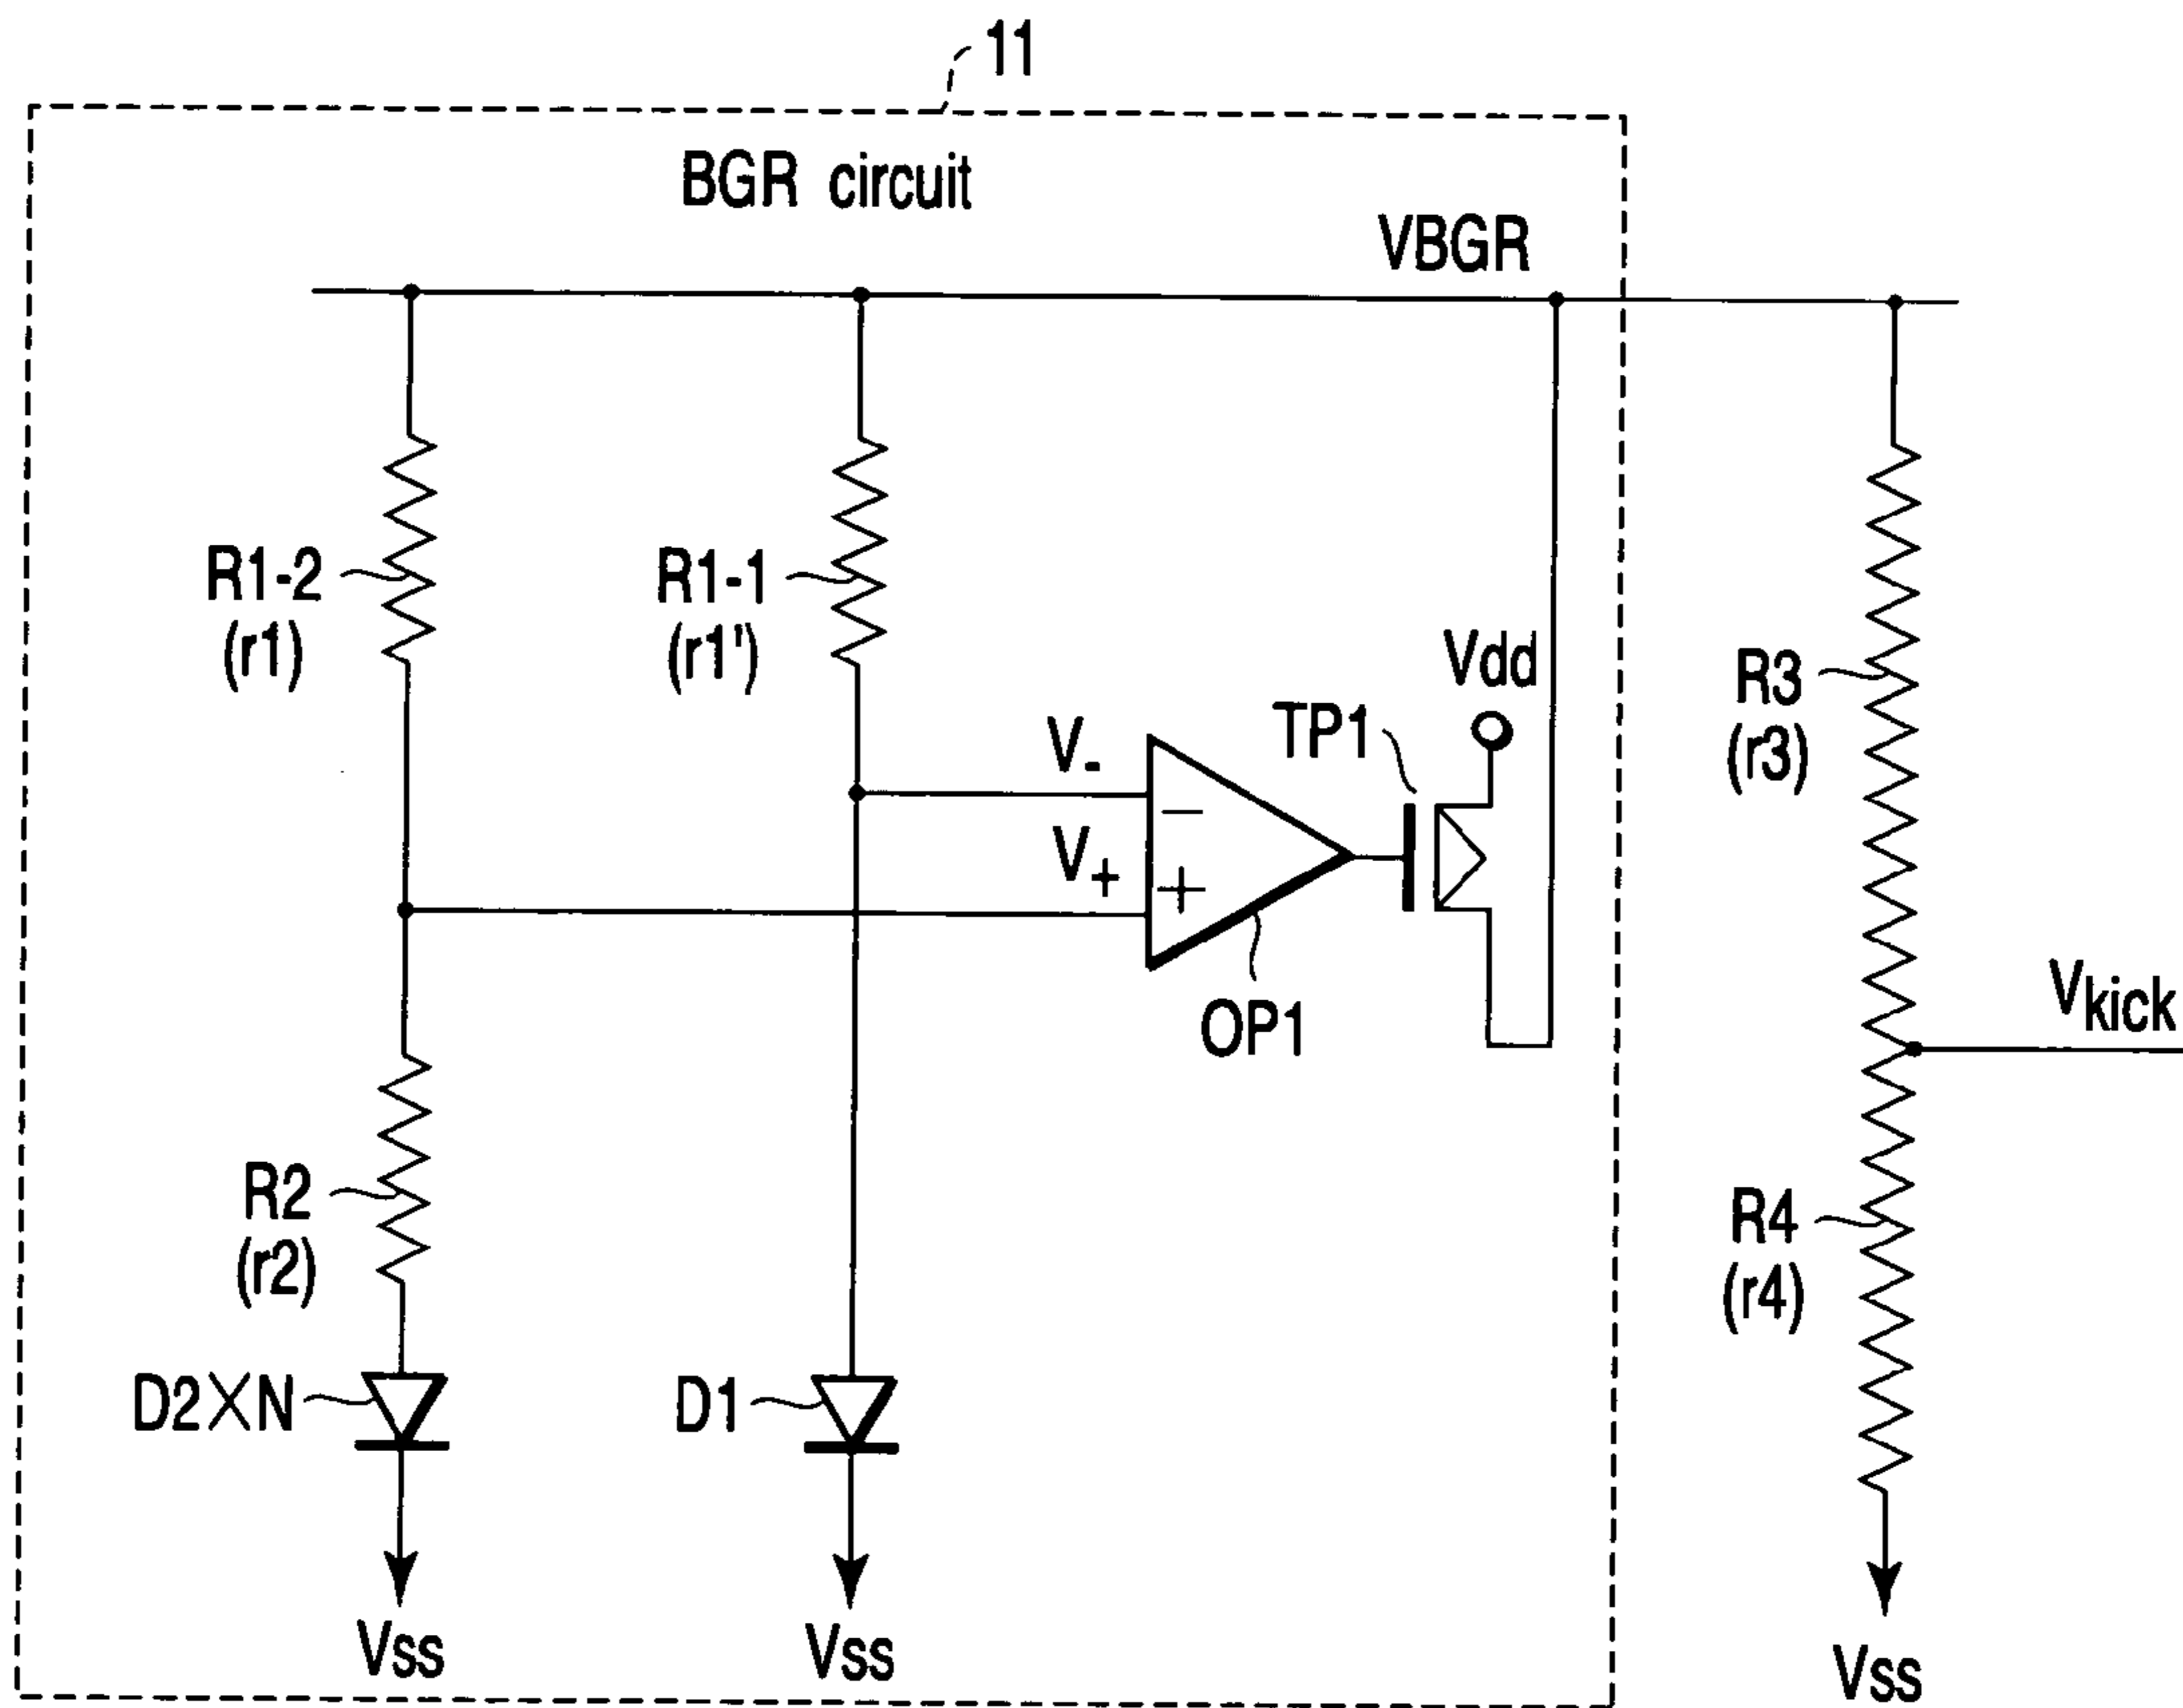 11
BGR circuit
VBGR
R1-2
(r1)
R1-1
(r1')
Vdd
TP1
R3
(r3)
V-
−
V+
+
OP1
Vkick
R2
(r2)
R4
(r4)
D2×N
D1
Vss
Vss
Vss